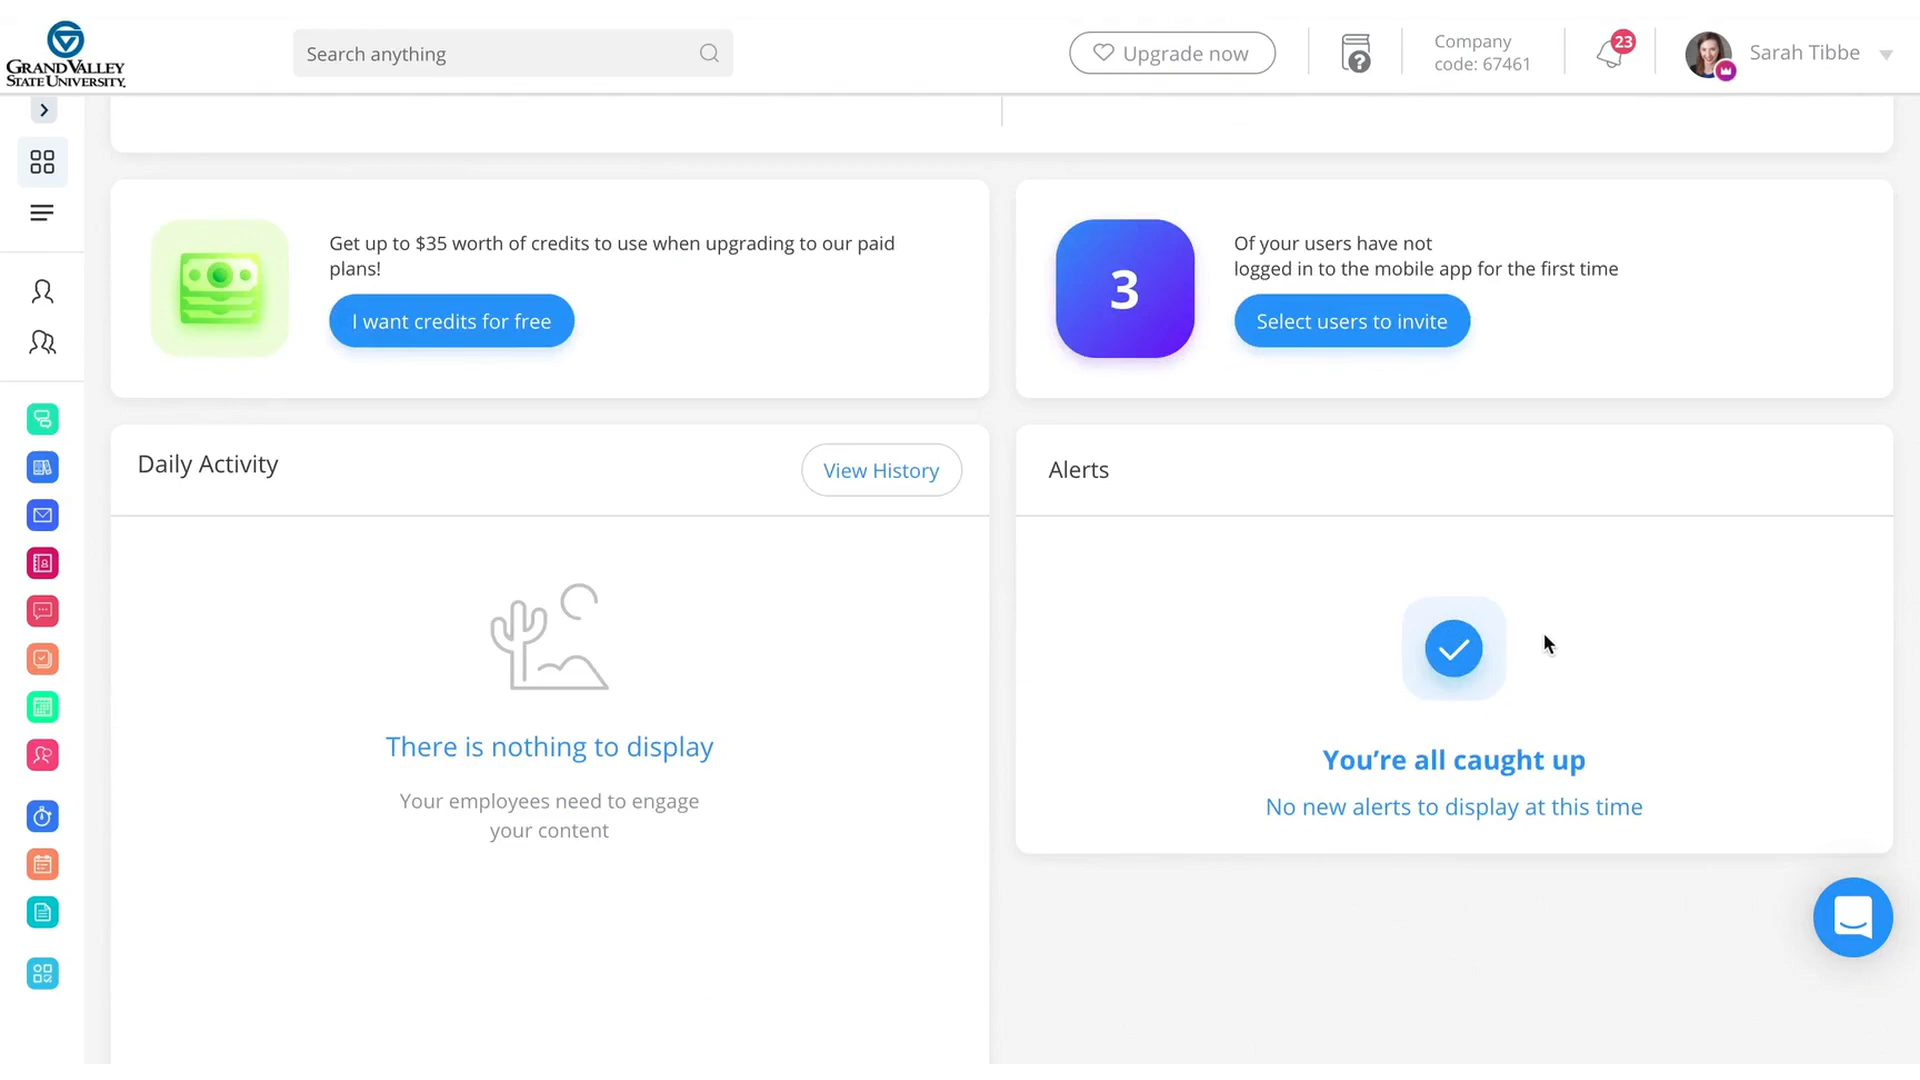 GRAND VALLEY
STATE UNIVERSITY.
Search anything
Upgrade now
?
Company
code: 67461
23
Sarah Tibbe
Get up to $35 worth of credits to use when upgrading to our paid
plans!
I want credits for free
3
Of your users have not
logged in to the mobile app for the first time
Select users to invite
Daily Activity
View History
Alerts
There is nothing to display
Your employees need to engage
your content
You're all caught up
No new alerts to display at this time